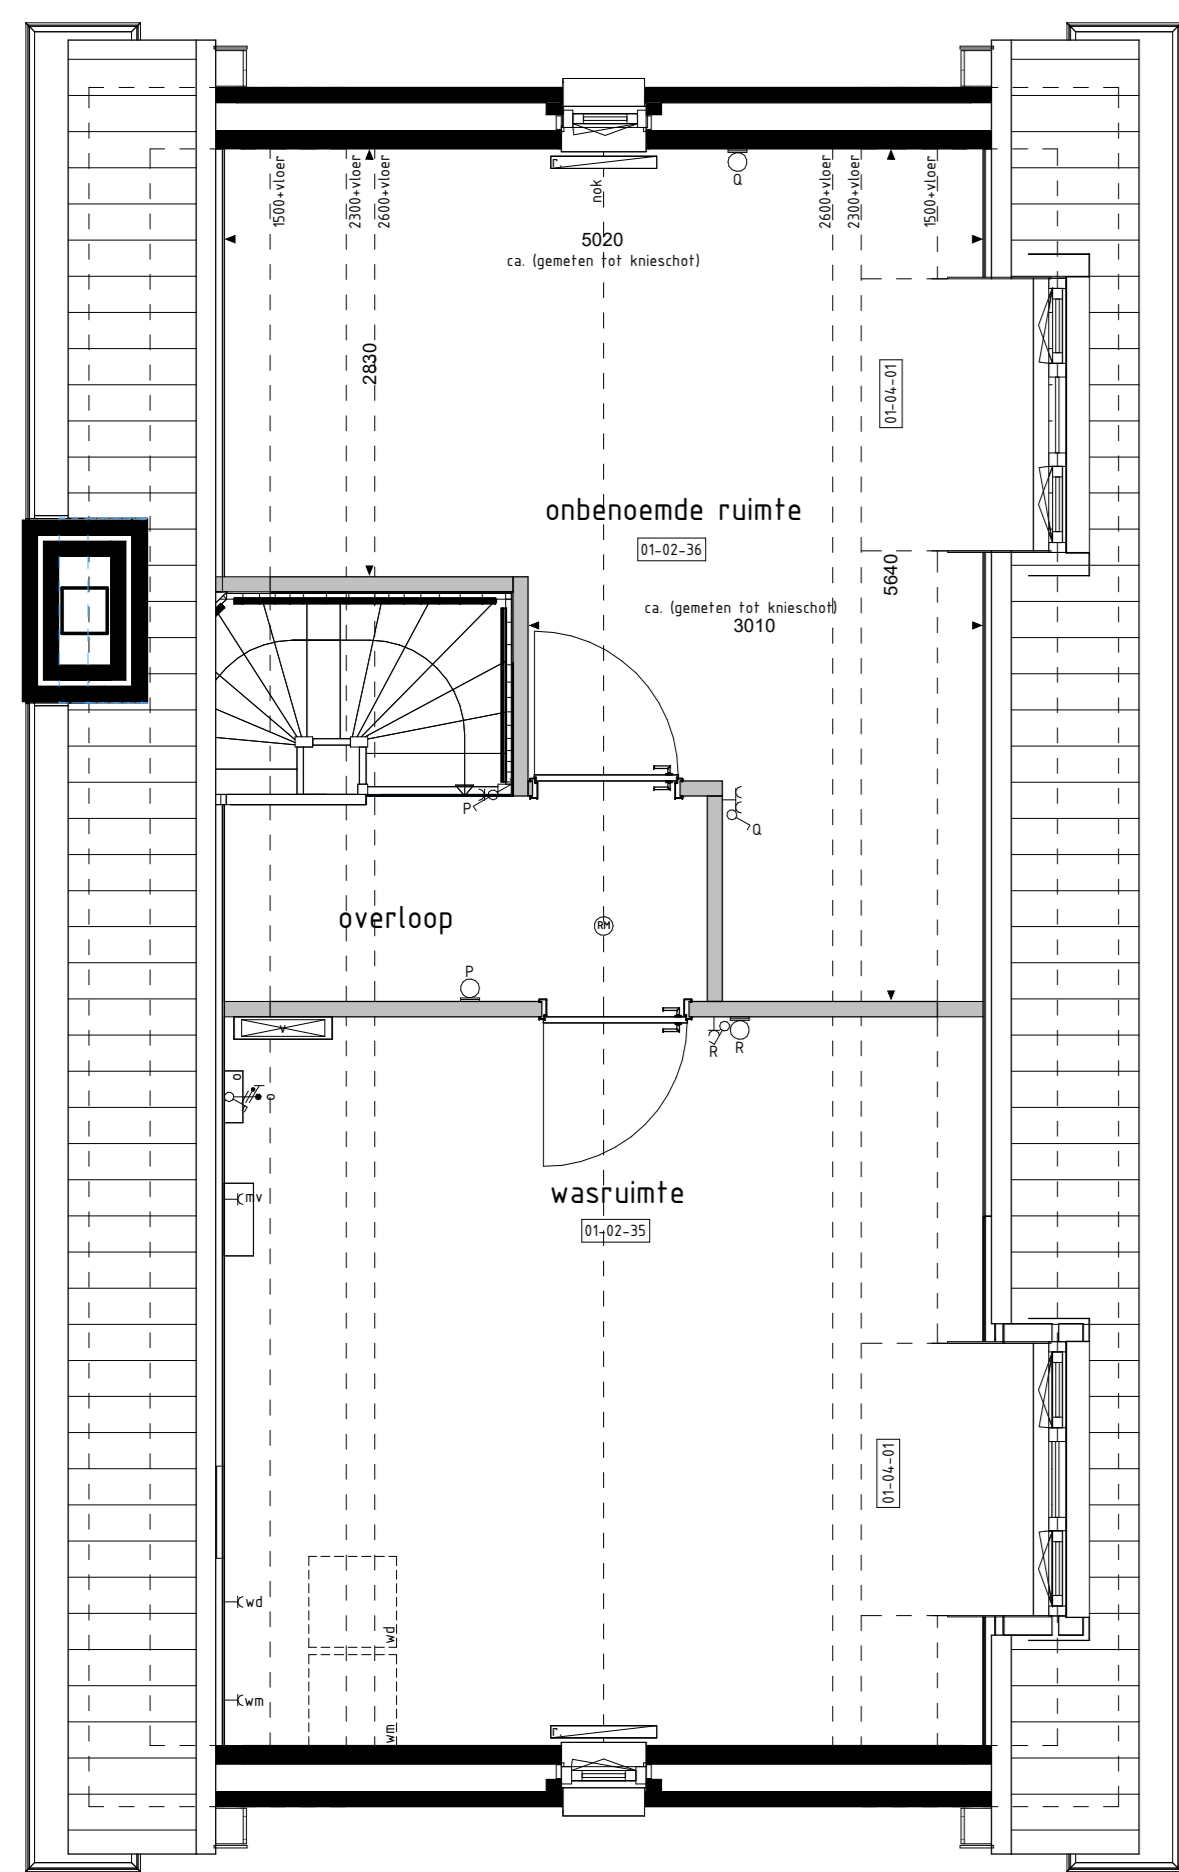 1500+vloer
2300+vloer
2600+vloer
r
nok
Q
2600+vloer
2300+vloer
1500+vloer
5020
ca. (gemeten tot knieschot)
2830
01-04-01
onbenoemde ruimte
01-02-36
5640
ca. (gemeten tot knieschot)
3010
P
Q
overloop
RM
P
v
R
R
mv
wasruimte
01-02-35
01-04-01
wd
wd
wm
wm
r